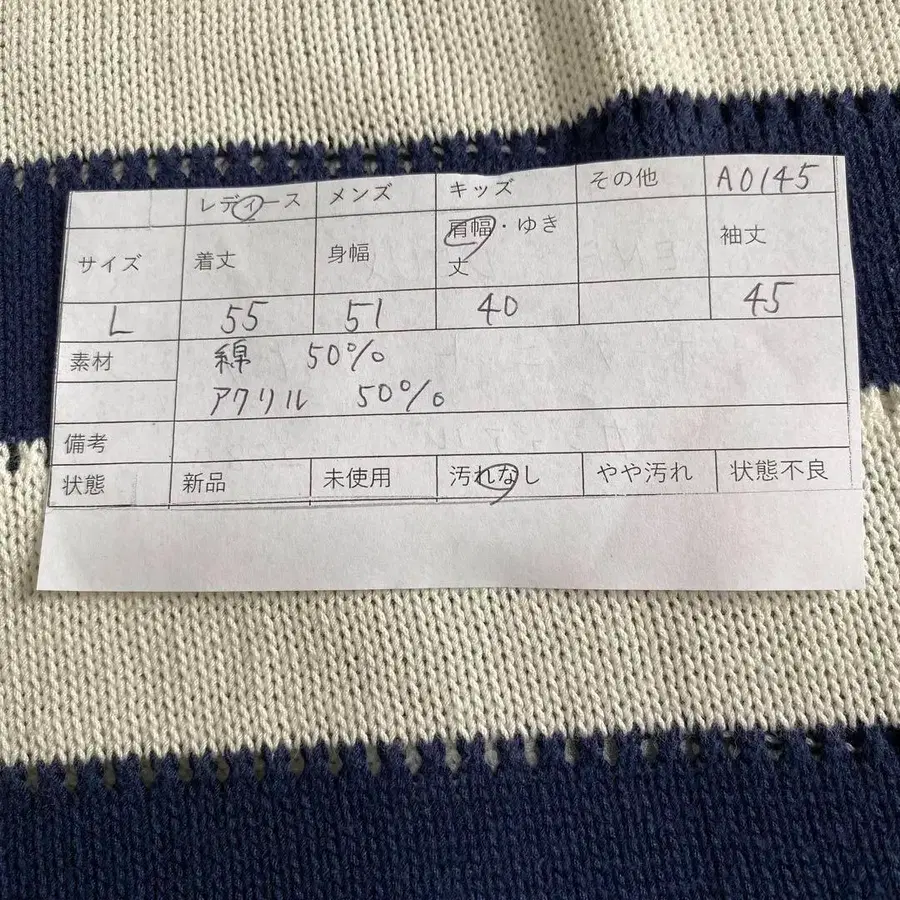 レディース メンズ キッズ その他 A0145
サイズ 着丈 身幅 肩幅・ゆき丈 袖丈
L 55 51 40 45
素材 綿 50%
アクリル 50%
備考
状態 新品 未使用 汚れなし やや汚れ 状態不良